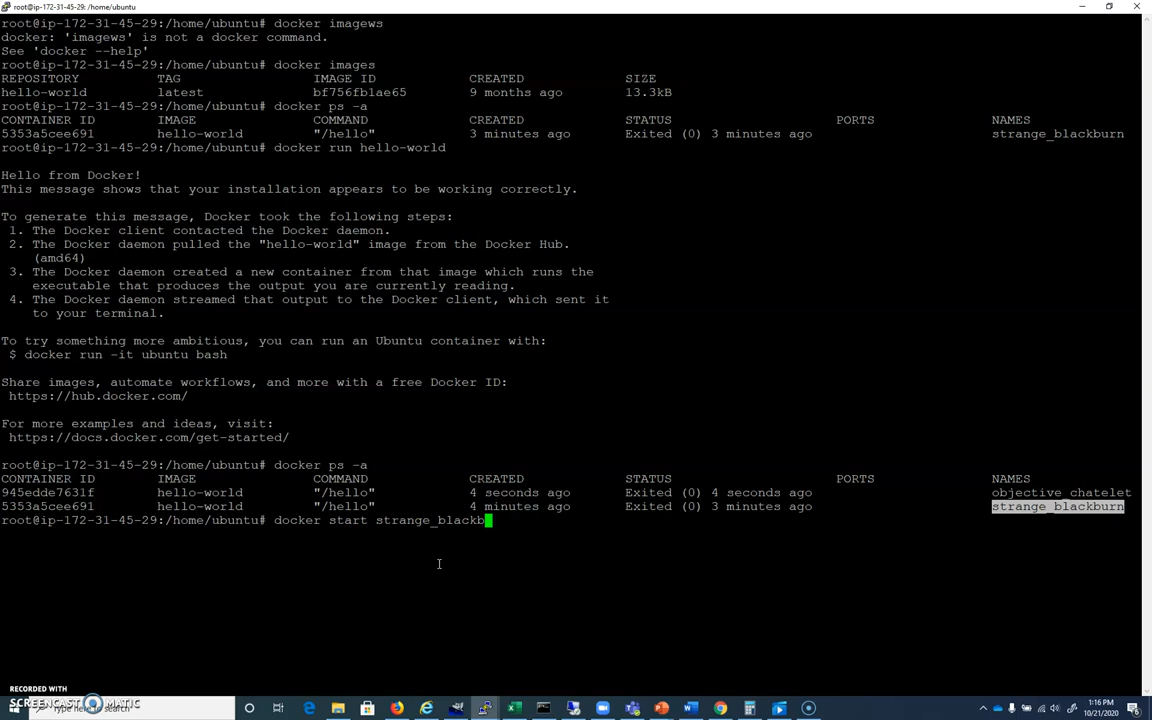 root@ip-172-31-45-29: /home/ubuntu
root@ip-172-31-45-29:/home/ubuntu# docker imagews
docker: 'imagews' is not a docker command.
See 'docker --help'
root@ip-172-31-45-29:/home/ubuntu# docker images
REPOSITORY TAG IMAGE ID CREATED SIZE
hello-world latest bf756fb1ae65 9 months ago 13.3kB
root@ip-172-31-45-29:/home/ubuntu# docker ps -a
CONTAINER ID IMAGE COMMAND CREATED STATUS PORTS NAMES
5353a5cee691 hello-world "/hello" 3 minutes ago Exited (0) 3 minutes ago strange_blackburn
root@ip-172-31-45-29:/home/ubuntu# docker run hello-world
Hello from Docker!
This message shows that your installation appears to be working correctly.
To generate this message, Docker took the following steps:
1. The Docker client contacted the Docker daemon.
2. The Docker daemon pulled the "hello-world" image from the Docker Hub.
(amd64)
3. The Docker daemon created a new container from that image which runs the
executable that produces the output you are currently reading.
4. The Docker daemon streamed that output to the Docker client, which sent it
to your terminal.
To try something more ambitious, you can run an Ubuntu container with:
$ docker run -it ubuntu bash
Share images, automate workflows, and more with a free Docker ID:
https://hub.docker.com/
For more examples and ideas, visit:
https://docs.docker.com/get-started/
root@ip-172-31-45-29:/home/ubuntu# docker ps -a
CONTAINER ID IMAGE COMMAND CREATED STATUS PORTS NAMES
945edde7631f hello-world "/hello" 4 seconds ago Exited (0) 4 seconds ago objective_chatelet
5353a5cee691 hello-world "/hello" 4 minutes ago Exited (0) 3 minutes ago strange_blackburn
root@ip-172-31-45-29:/home/ubuntu# docker start strange_blackb
RECORDED WITH
SCREENCAST MATIC
Type here to search
1:16 PM
10/21/2020